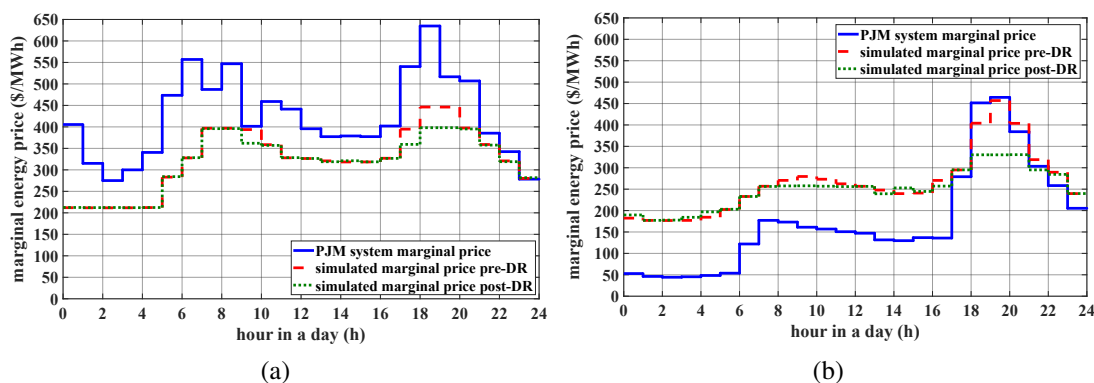 650
600
550
500
450
400
350
300
250
200
150
100
50
0
marginal energy price ($/MWh)
PJM system marginal price
simulated marginal price pre-DR
simulated marginal price post-DR
0 2 4 6 8 10 12 14 16 18 20 22 24
hour in a day (h)
(a)
650
600
550
500
450
400
350
300
250
200
150
100
50
0
marginal energy price ($/MWh)
PJM system marginal price
simulated marginal price pre-DR
simulated marginal price post-DR
0 2 4 6 8 10 12 14 16 18 20 22 24
hour in a day (h)
(b)